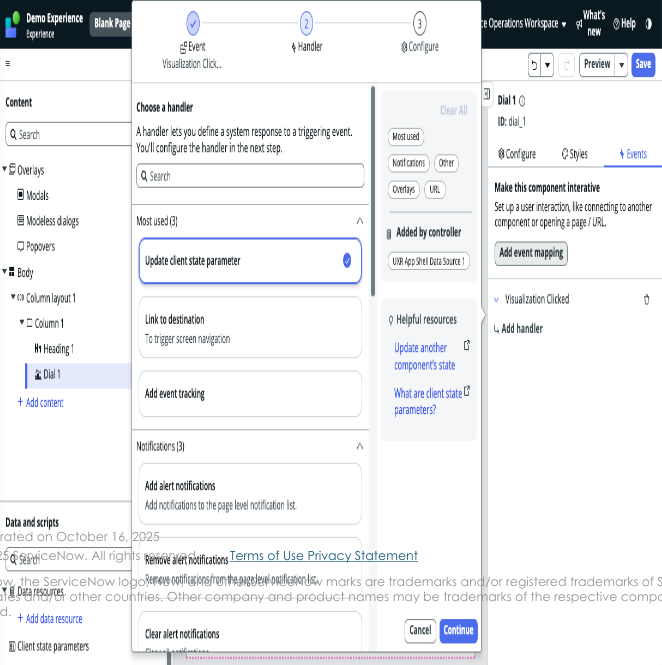 Demo Experience
Experience
Blank Page
ce Operations Workspace
What's new
Help
Preview
Save
Content
Search
Overlays
Modals
Modeless dialogs
Popovers
Body
Column layout 1
Column 1
Heading 1
Dial 1
+ Add content
Data and scripts
Search
Data resources
+ Add data resource
Client state parameters
Event
Visualization Click...
2
Handler
3
Configure
Choose a handler
A handler lets you define a system response to a triggering event.
You'll configure the handler in the next step.
Search
Most used (3)
Update client state parameter
Link to destination
To trigger screen navigation
Add event tracking
Notifications (3)
Add alert notifications
Add notifications to the page level notification list.
Remove alert notifications
Remove notifications from the page level notification list.
Clear alert notifications
Clear All
Most used
Notifications
Other
Overlays
URL
Added by controller
UXR App Shell Data Source 1
Helpful resources
Update another
component's state
What are client state
parameters?
Cancel
Continue
Dial 1
ID: dial_1
Configure
Styles
Events
Make this component interative
Set up a user interaction, like connecting to another
component or opening a page / URL.
Add event mapping
Visualization Clicked
Add handler
rated on October 16, 2025
25 ServiceNow. All rights reserved. Terms of Use Privacy Statement
ow, the ServiceNow logo, Now, and other ServiceNow marks are trademarks and/or registered trademarks of S
ates and/or other countries. Other company and product names may be trademarks of the respective compa
d.